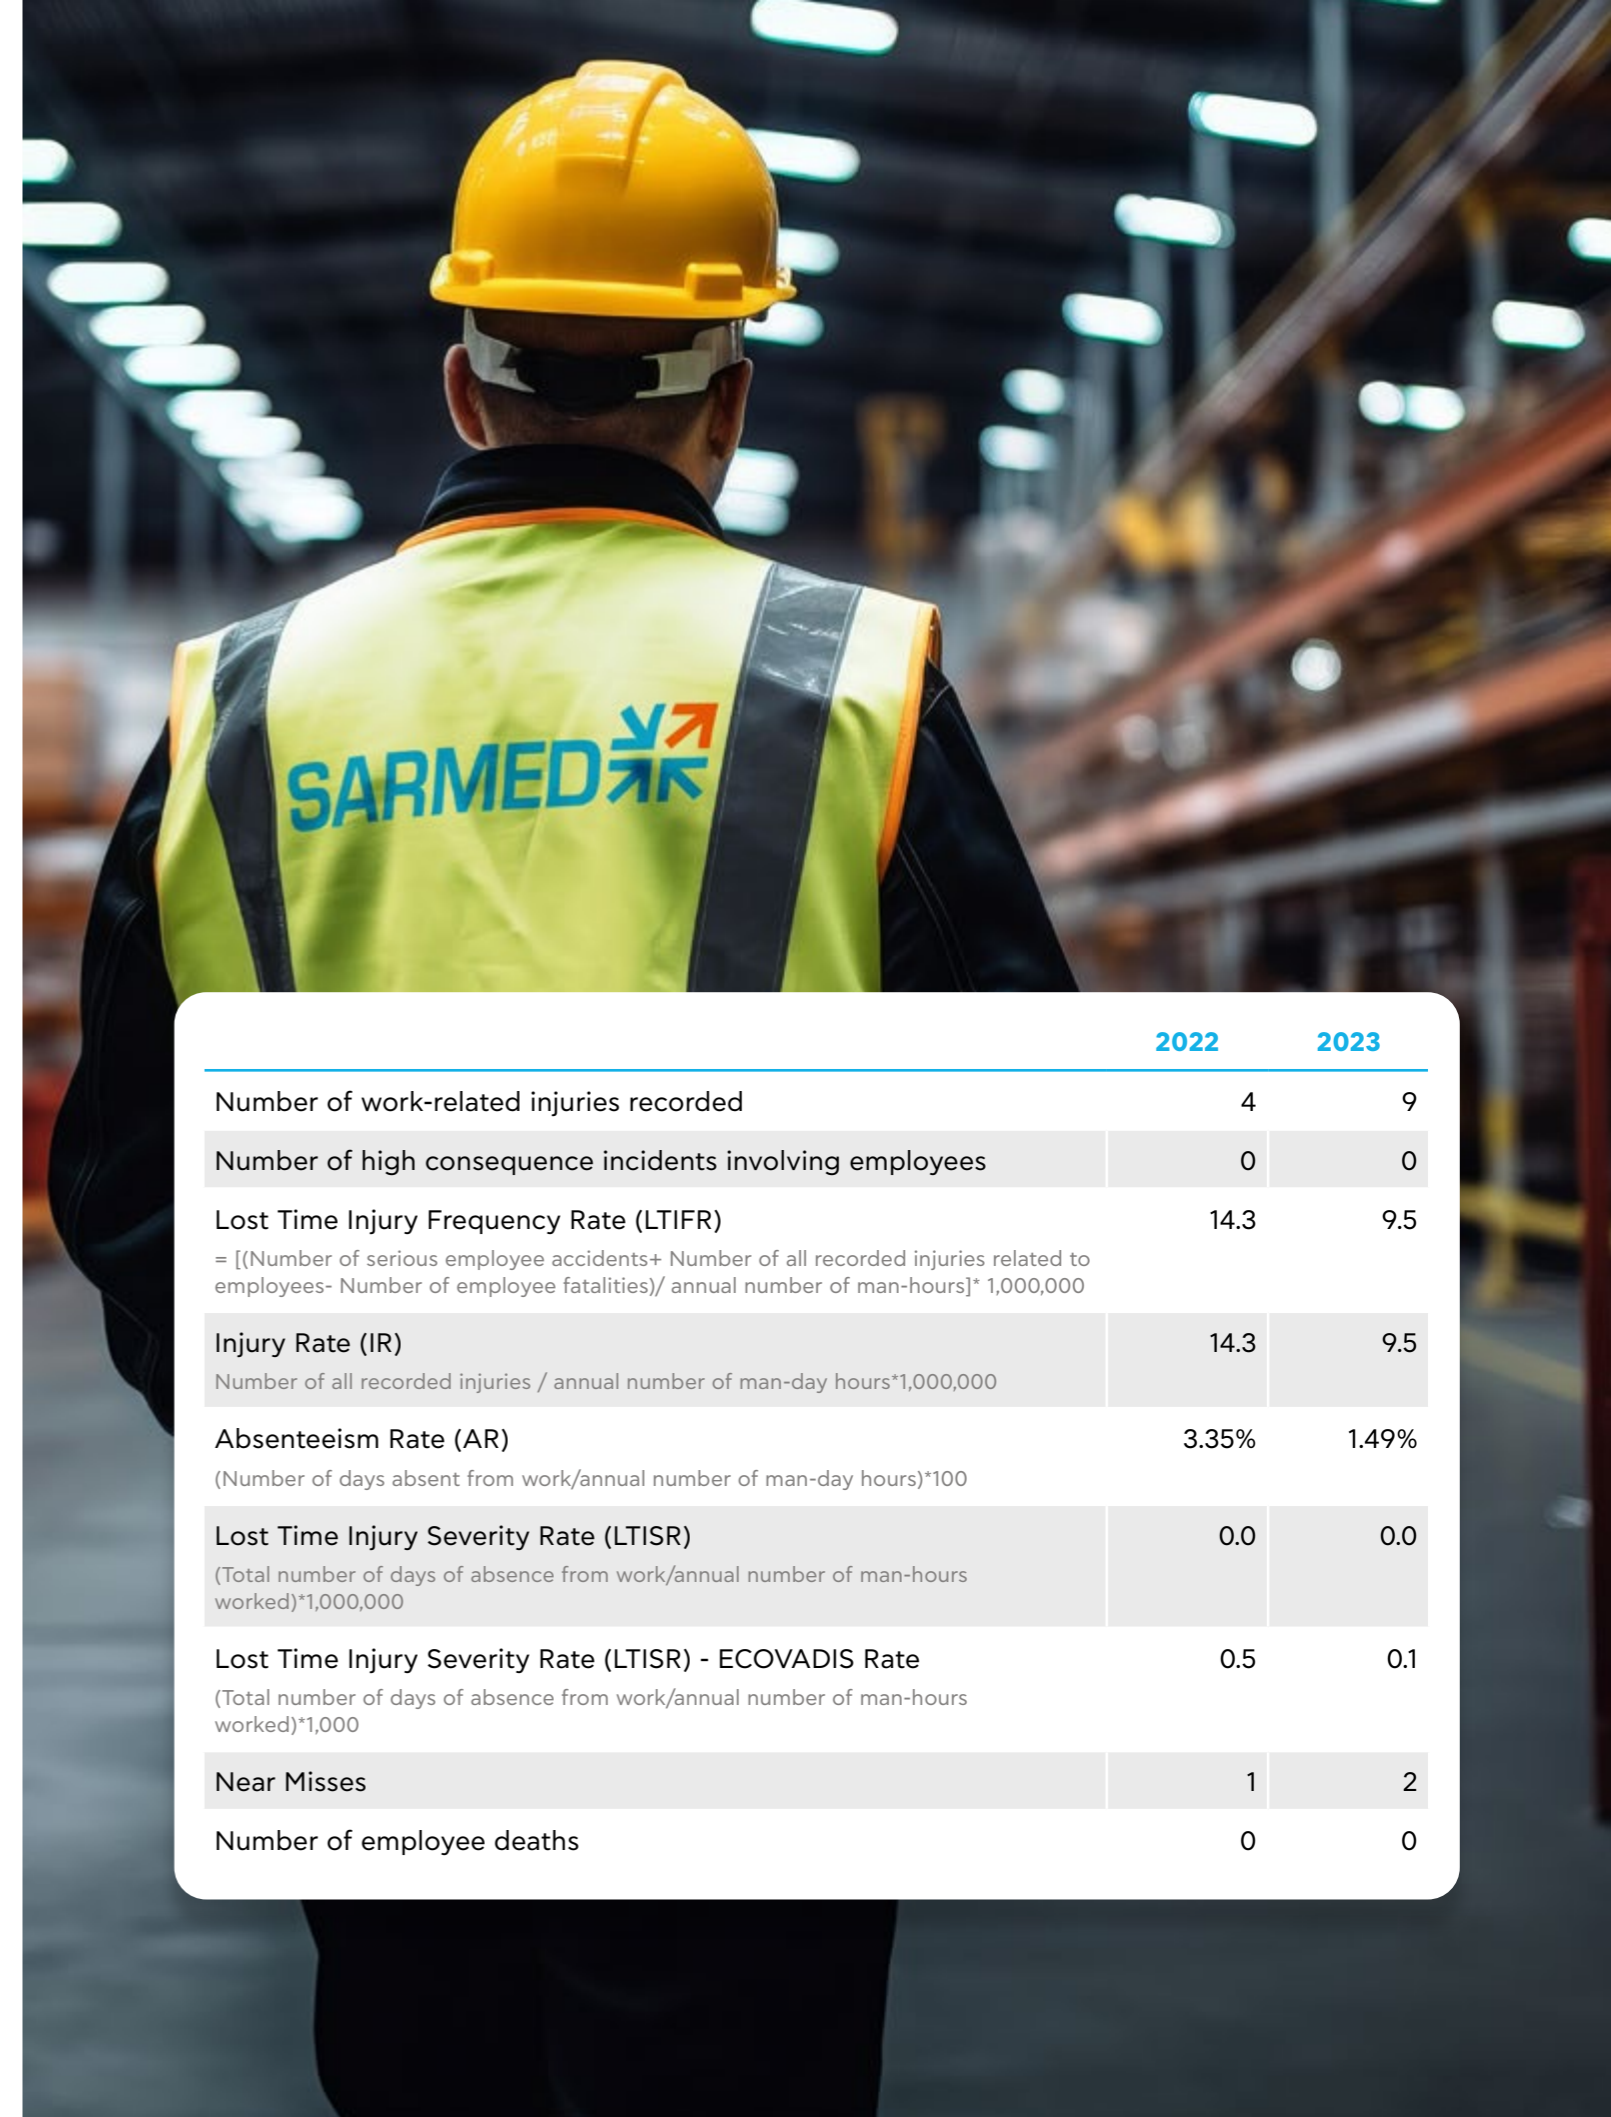 SARMED
2022 2023
Number of work-related injuries recorded 4 9
Number of high consequence incidents involving employees 0 0
Lost Time Injury Frequency Rate (LTIFR) 14.3 9.5
= [(Number of serious employee accidents+ Number of all recorded injuries related to
employees- Number of employee fatalities)/ annual number of man-hours]* 1,000,000
Injury Rate (IR) 14.3 9.5
Number of all recorded injuries / annual number of man-day hours*1,000,000
Absenteeism Rate (AR) 3.35% 1.49%
(Number of days absent from work/annual number of man-day hours)*100
Lost Time Injury Severity Rate (LTISR) 0.0 0.0
(Total number of days of absence from work/annual number of man-hours
worked)*1,000,000
Lost Time Injury Severity Rate (LTISR) - ECOVADIS Rate 0.5 0.1
(Total number of days of absence from work/annual number of man-hours
worked)*1,000
Near Misses 1 2
Number of employee deaths 0 0